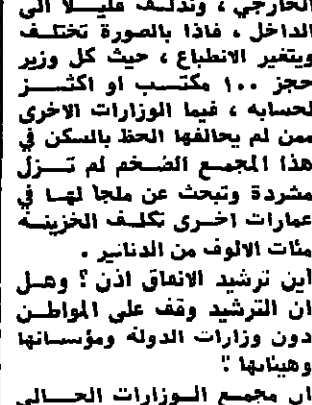 الخارجي ، وندلف قليلا الى
الداخل ، فاذا بالصورة تختلف
ويتغير الانطباع ، حيث كل وزير
حجز ١٠٠ مكتب او اكثر
لحسابه ، فيما الوزارات الاخرى
ممن لم يحالفها الحظ بالسكن في
هذا المجمع الضخم لم تزل
مشردة وتبحث عن ملجا لها في
عمارات اخرى تكلف الخزينة
مئات الالوف من الدنانير .
اين ترشيد الانفاق اذن ؟ وهل
ان الترشيد وقف على المواطن
دون وزارات الدولة ومؤسساتها
وهيئاتها ؟
ان مجمع الوزارات الحالي